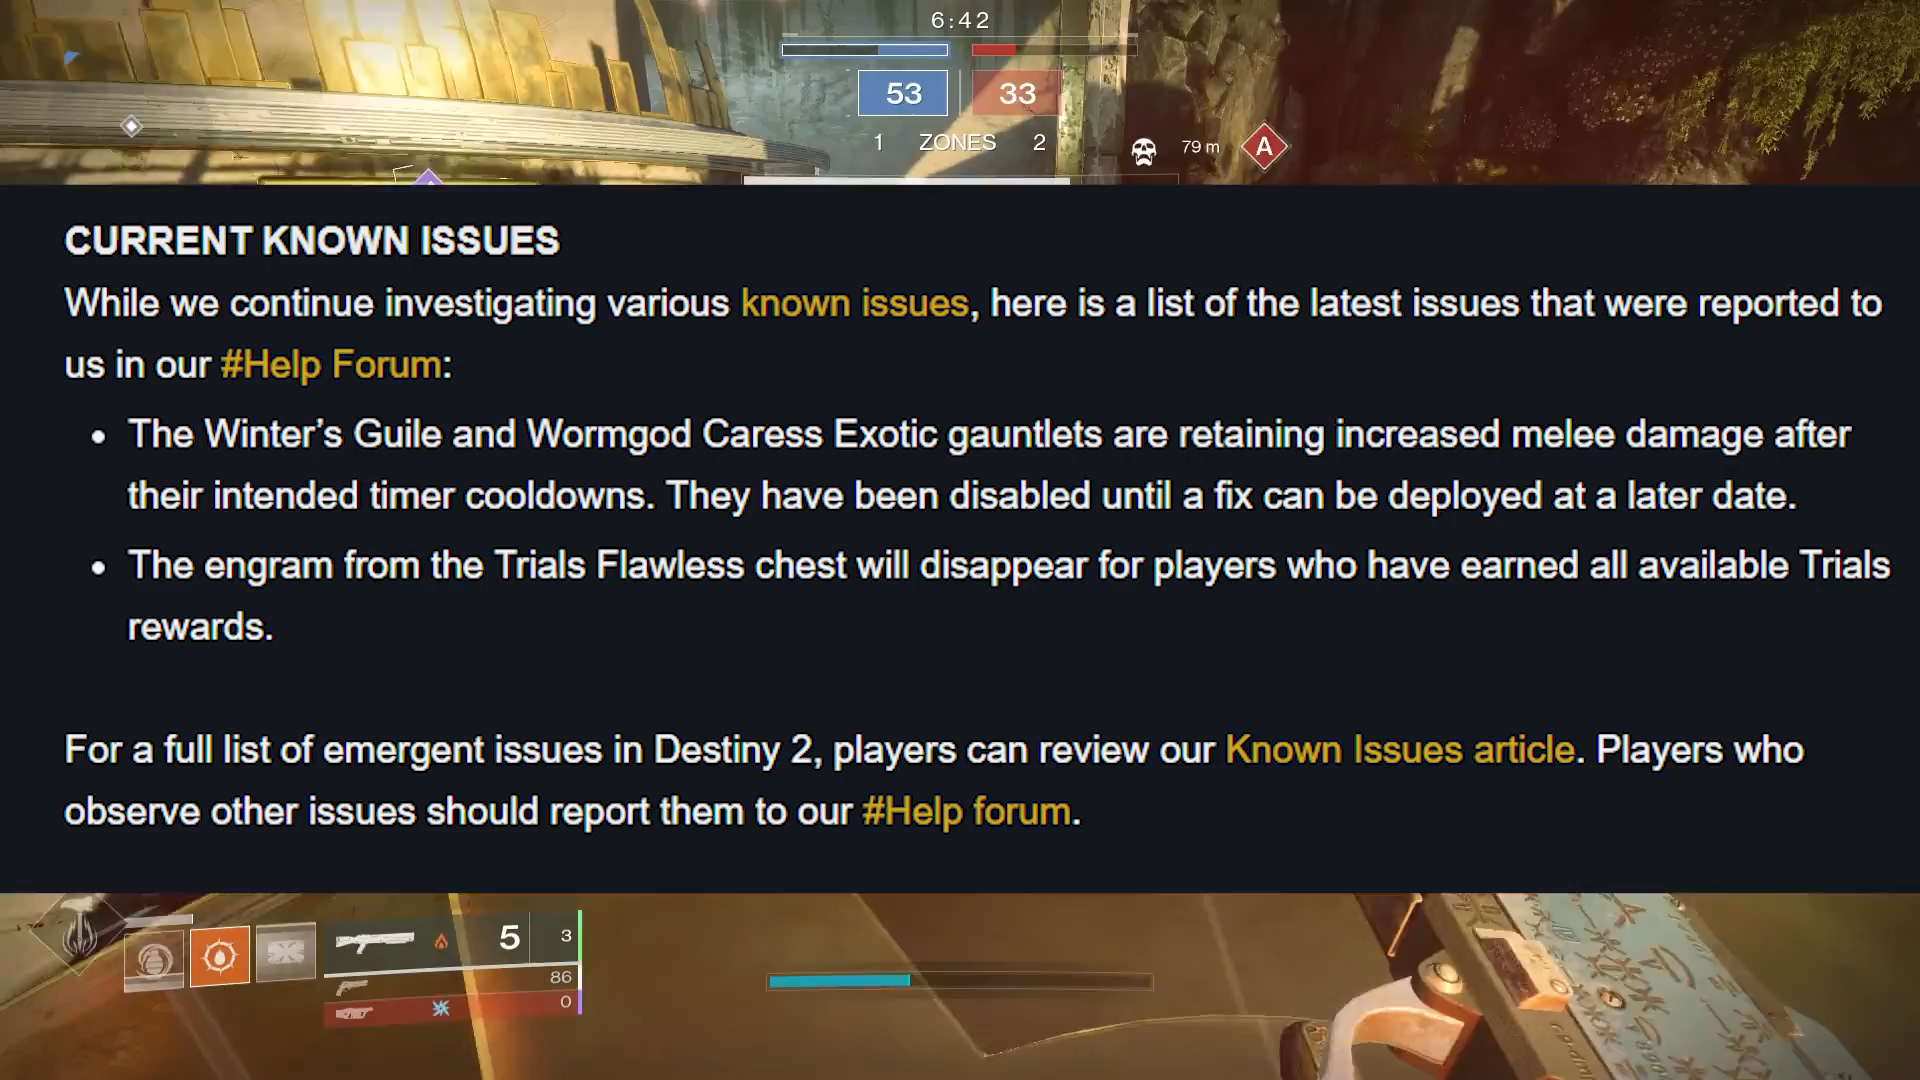 6:42
53
33
1 ZONES 2
79 m
A
CURRENT KNOWN ISSUES
While we continue investigating various known issues, here is a list of the latest issues that were reported to
us in our #Help Forum:
• The Winter’s Guile and Wormgod Caress Exotic gauntlets are retaining increased melee damage after
their intended timer cooldowns. They have been disabled until a fix can be deployed at a later date.
• The engram from the Trials Flawless chest will disappear for players who have earned all available Trials
rewards.
For a full list of emergent issues in Destiny 2, players can review our Known Issues article. Players who
observe other issues should report them to our #Help forum.
5
3
86
0